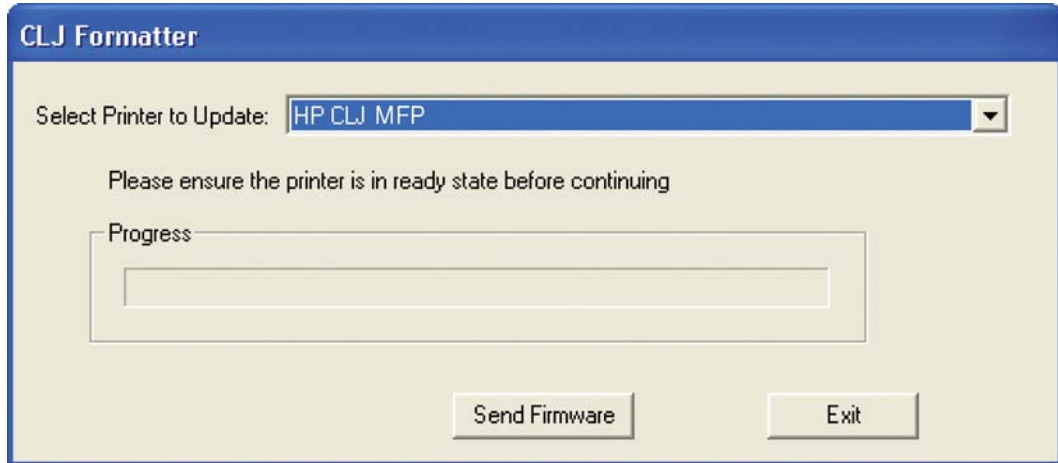 CLJ Formatter
Select Printer to Update: HP CLJ MFP
Please ensure the printer is in ready state before continuing
Progress
Send Firmware Exit